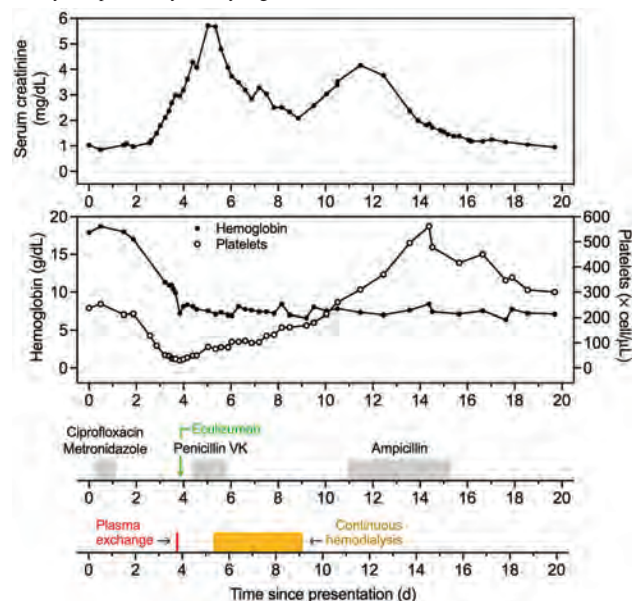 6
5
4
3
2
1
0
Serum creatinine
(mg/dL)
0 2 4 6 8 10 12 14 16 18 20
20
15
10
5
0
Hemoglobin (g/dL)
Hemoglobin
Platelets
600
500
400
300
200
100
0
Platelets (× cell/μL)
0 2 4 6 8 10 12 14 16 18 20
Eculizumab
Ciprofloxacin
Metronidazole
Penicillin VK
Ampicillin
0 2 4 6 8 10 12 14 16 18 20
Plasma
exchange
Continuous
hemodialysis
0 2 4 6 8 10 12 14 16 18 20
Time since presentation (d)